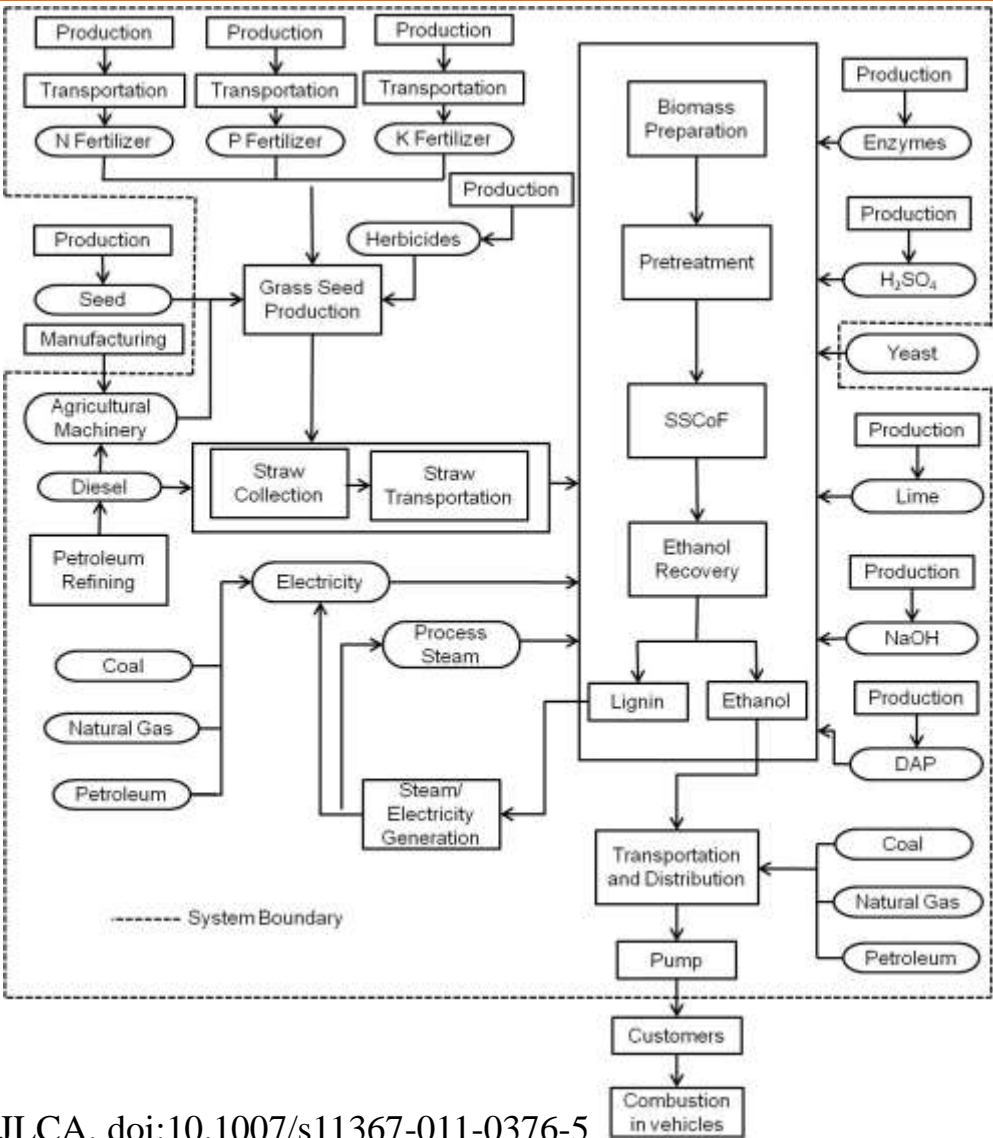 Production
Production
Production
Transportation
Transportation
Transportation
N Fertilizer
P Fertilizer
K Fertilizer
Production
Herbicides
Production
Seed
Manufacturing
Agricultural
Machinery
Diesel
Petroleum
Refining
Grass Seed
Production
Straw
Collection
Straw
Transportation
Electricity
Process
Steam
Coal
Natural Gas
Petroleum
Steam/
Electricity
Generation
Biomass
Preparation
Pretreatment
SSCoF
Ethanol
Recovery
Lignin
Ethanol
Production
Enzymes
Production
H₂SO₄
Yeast
Production
Lime
Production
NaOH
Production
DAP
Transportation
and Distribution
Coal
Natural Gas
Petroleum
Pump
System Boundary
Customers
Combustion
in vehicles
JLCA. doi:10.1007/s11367-011-0376-5